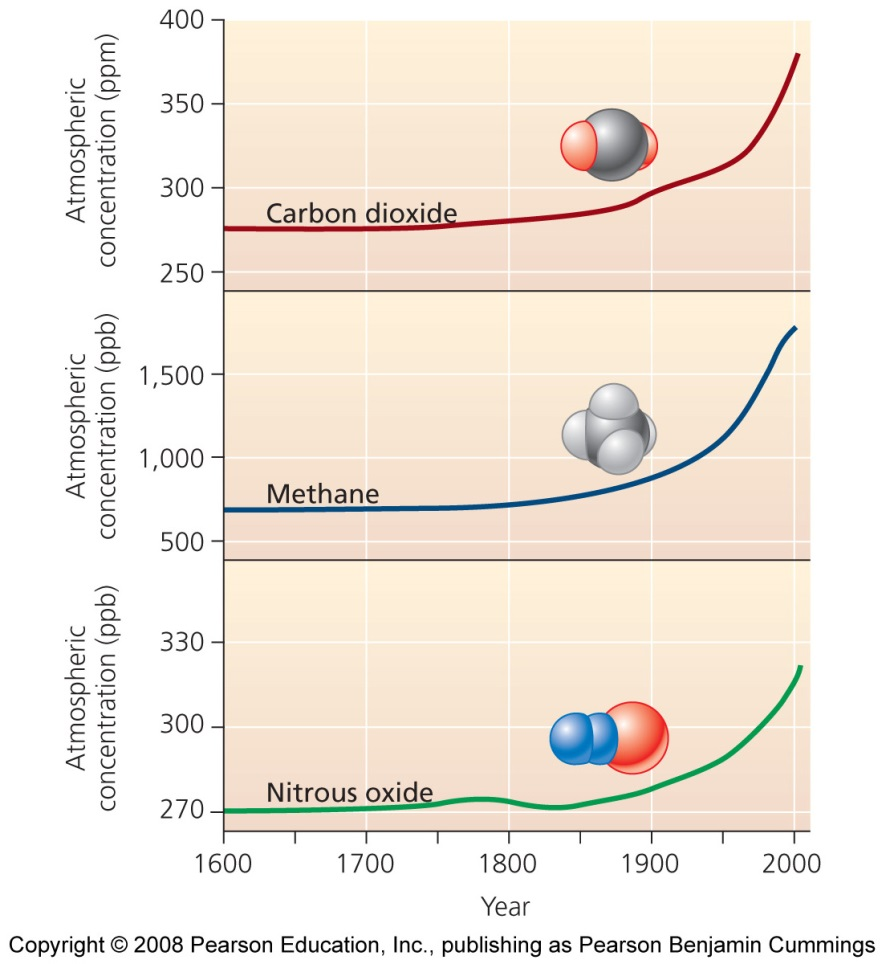 400
350
300
250
Atmospheric
concentration (ppm)
Carbon dioxide
1,500
1,000
500
Atmospheric
concentration (ppb)
Methane
330
300
270
Atmospheric
concentration (ppb)
Nitrous oxide
1600 1700 1800 1900 2000
Year
Copyright © 2008 Pearson Education, Inc., publishing as Pearson Benjamin Cummings